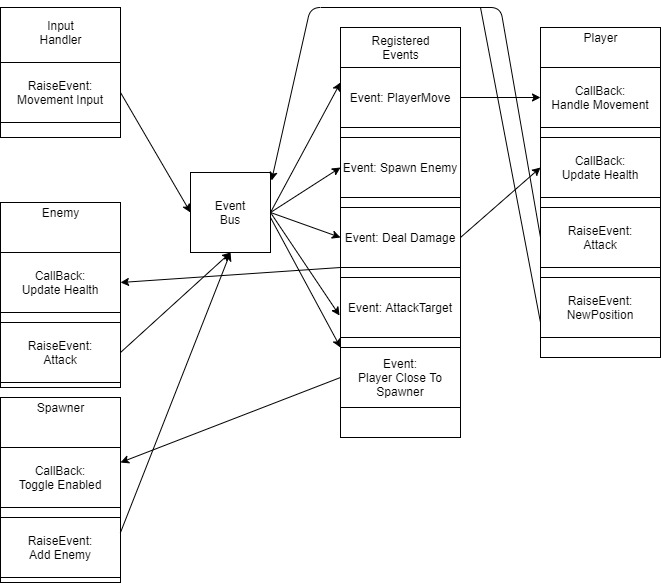 Input
Handler
RaiseEvent:
Movement Input
Enemy
CallBack:
Update Health
RaiseEvent:
Attack
Spawner
CallBack:
Toggle Enabled
RaiseEvent:
Add Enemy
Event
Bus
Registered
Events
Event: PlayerMove
Event: Spawn Enemy
Event: Deal Damage
Event: AttackTarget
Event:
Player Close To
Spawner
Player
CallBack:
Handle Movement
CallBack:
Update Health
RaiseEvent:
Attack
RaiseEvent:
NewPosition